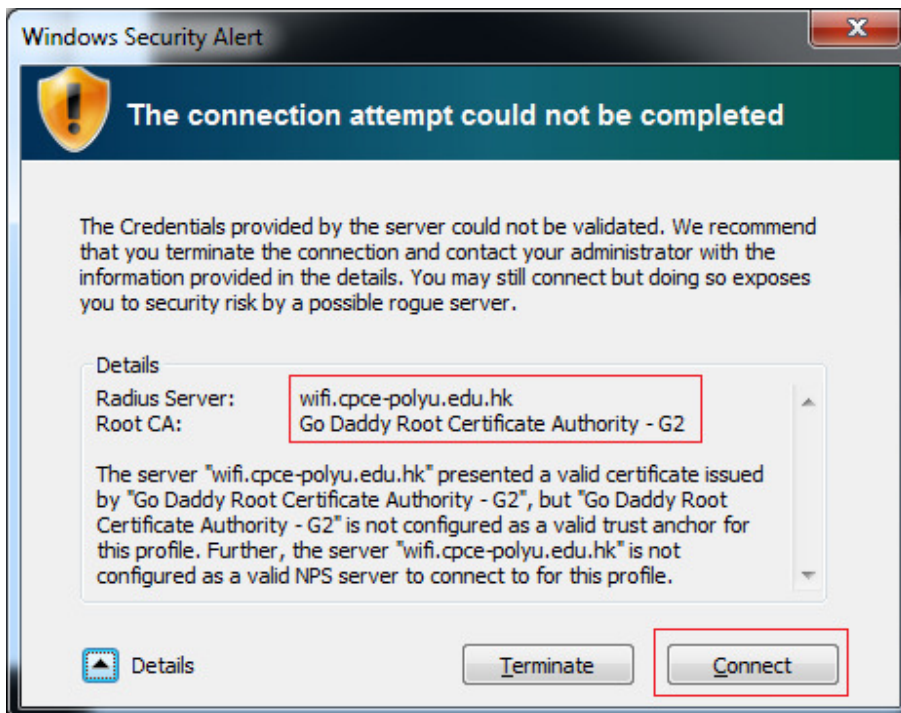 Windows Security Alert
The connection attempt could not be completed
The Credentials provided by the server could not be validated. We recommend
that you terminate the connection and contact your administrator with the
information provided in the details. You may still connect but doing so exposes
you to security risk by a possible rogue server.
Details
Radius Server: wifi.cpce-polyu.edu.hk
Root CA: Go Daddy Root Certificate Authority - G2
The server "wifi.cpce-polyu.edu.hk" presented a valid certificate issued
by "Go Daddy Root Certificate Authority - G2", but "Go Daddy Root
Certificate Authority - G2" is not configured as a valid trust anchor for
this profile. Further, the server "wifi.cpce-polyu.edu.hk" is not
configured as a valid NPS server to connect to for this profile.
Details Terminate Connect